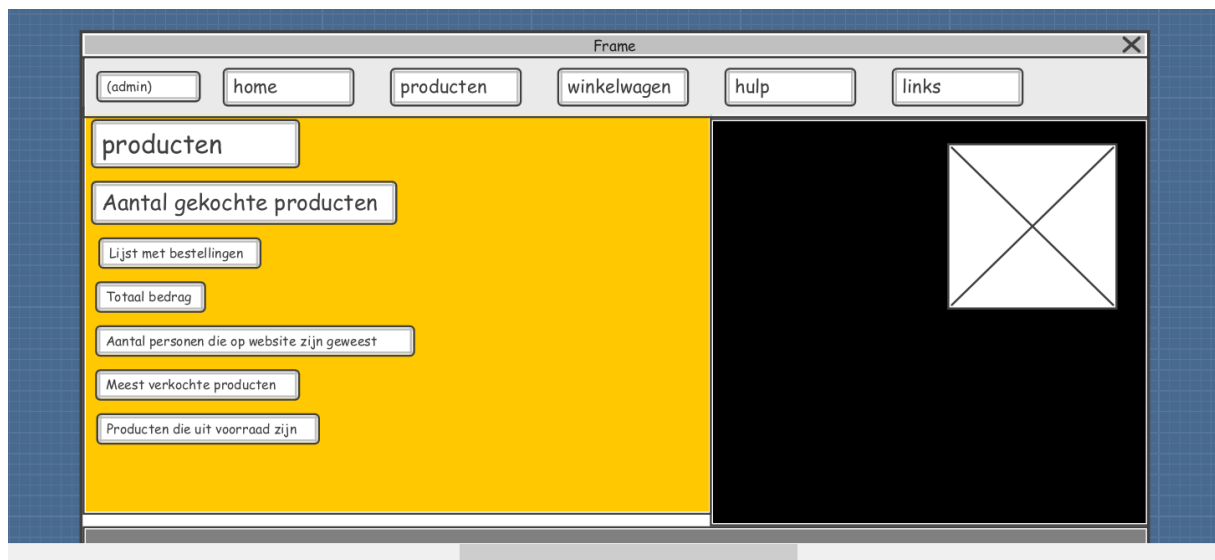 Frame
(admin)
home
producten
winkelwagen
hulp
links
producten
Aantal gekochte producten
Lijst met bestellingen
Totaal bedrag
Aantal personen die op website zijn geweest
Meest verkochte producten
Producten die uit voorraad zijn